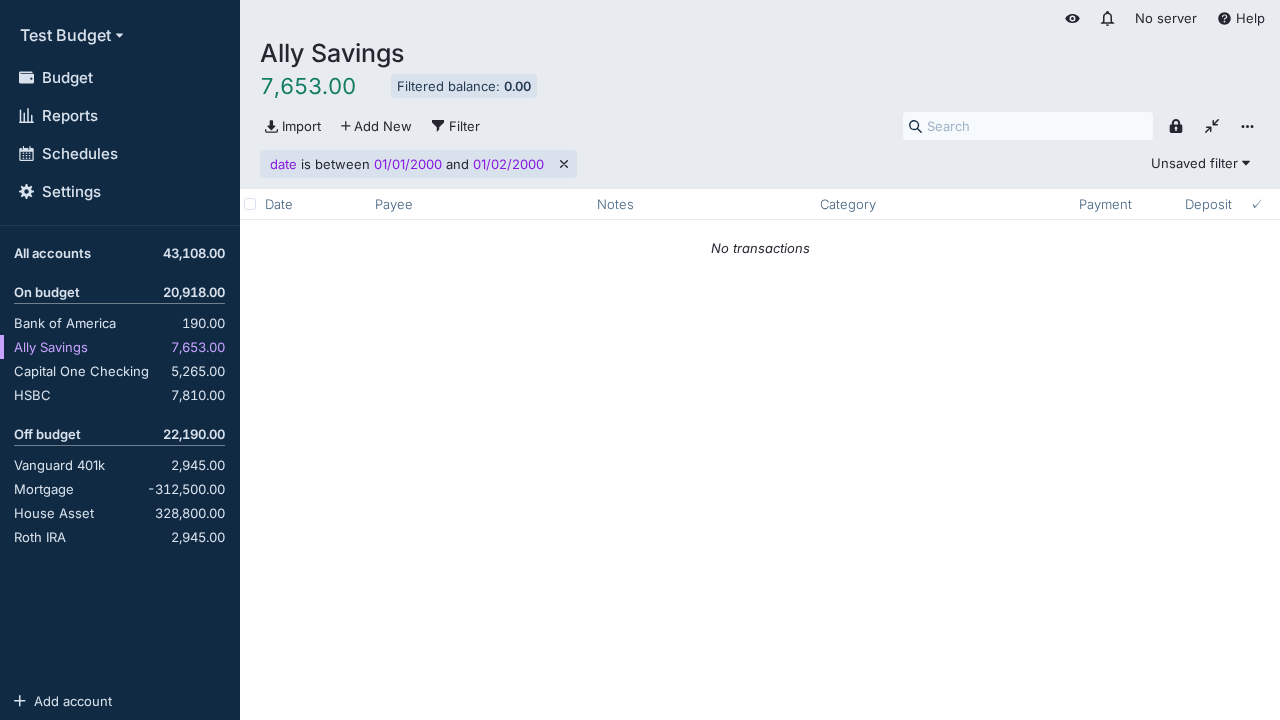 Test Budget
Budget
Reports
Schedules
Settings
All accounts 43,108.00
On budget 20,918.00
Bank of America 190.00
Ally Savings 7,653.00
Capital One Checking 5,265.00
HSBC 7,810.00
Off budget 22,190.00
Vanguard 401k 2,945.00
Mortgage -312,500.00
House Asset 328,800.00
Roth IRA 2,945.00
+ Add account
No server Help
Ally Savings
7,653.00 Filtered balance: 0.00
Import + Add New Filter Search
date is between 01/01/2000 and 01/02/2000 Unsaved filter
Date Payee Notes Category Payment Deposit ✓
No transactions